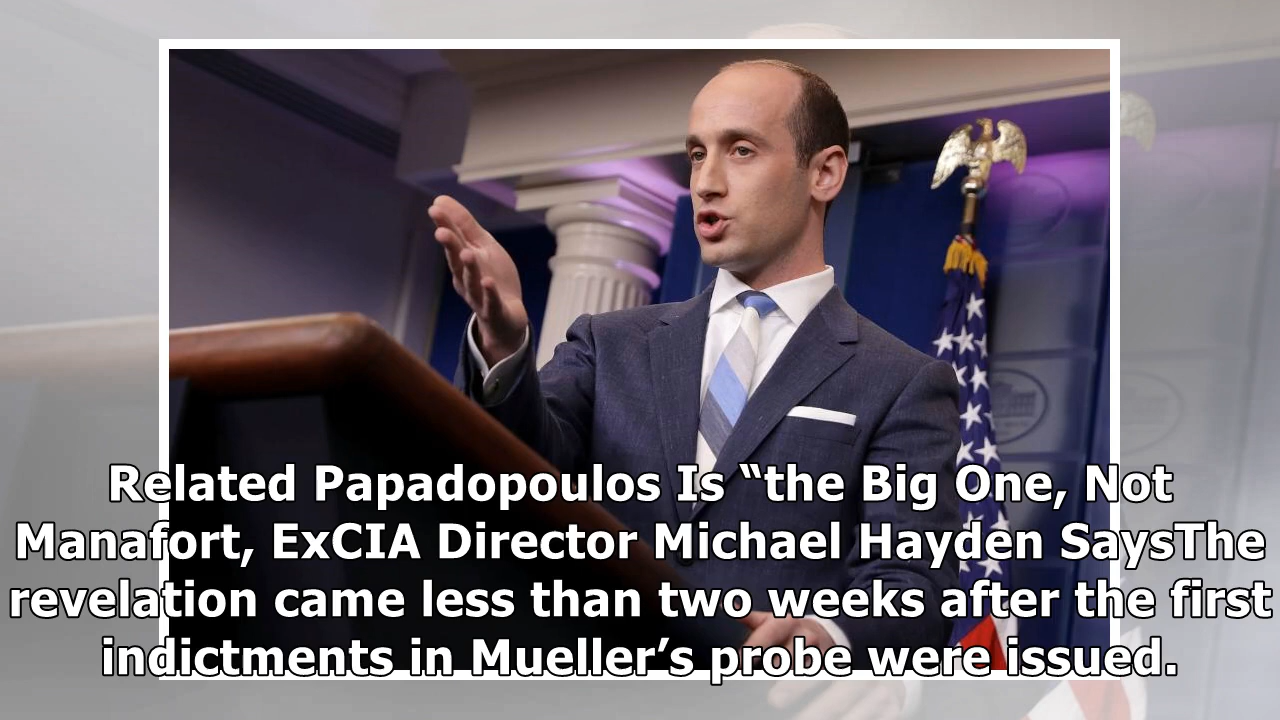 Related Papadopoulos Is “the Big One, Not
Manafort, ExCIA Director Michael Hayden SaysThe
revelation came less than two weeks after the first
indictments in Mueller’s probe were issued.